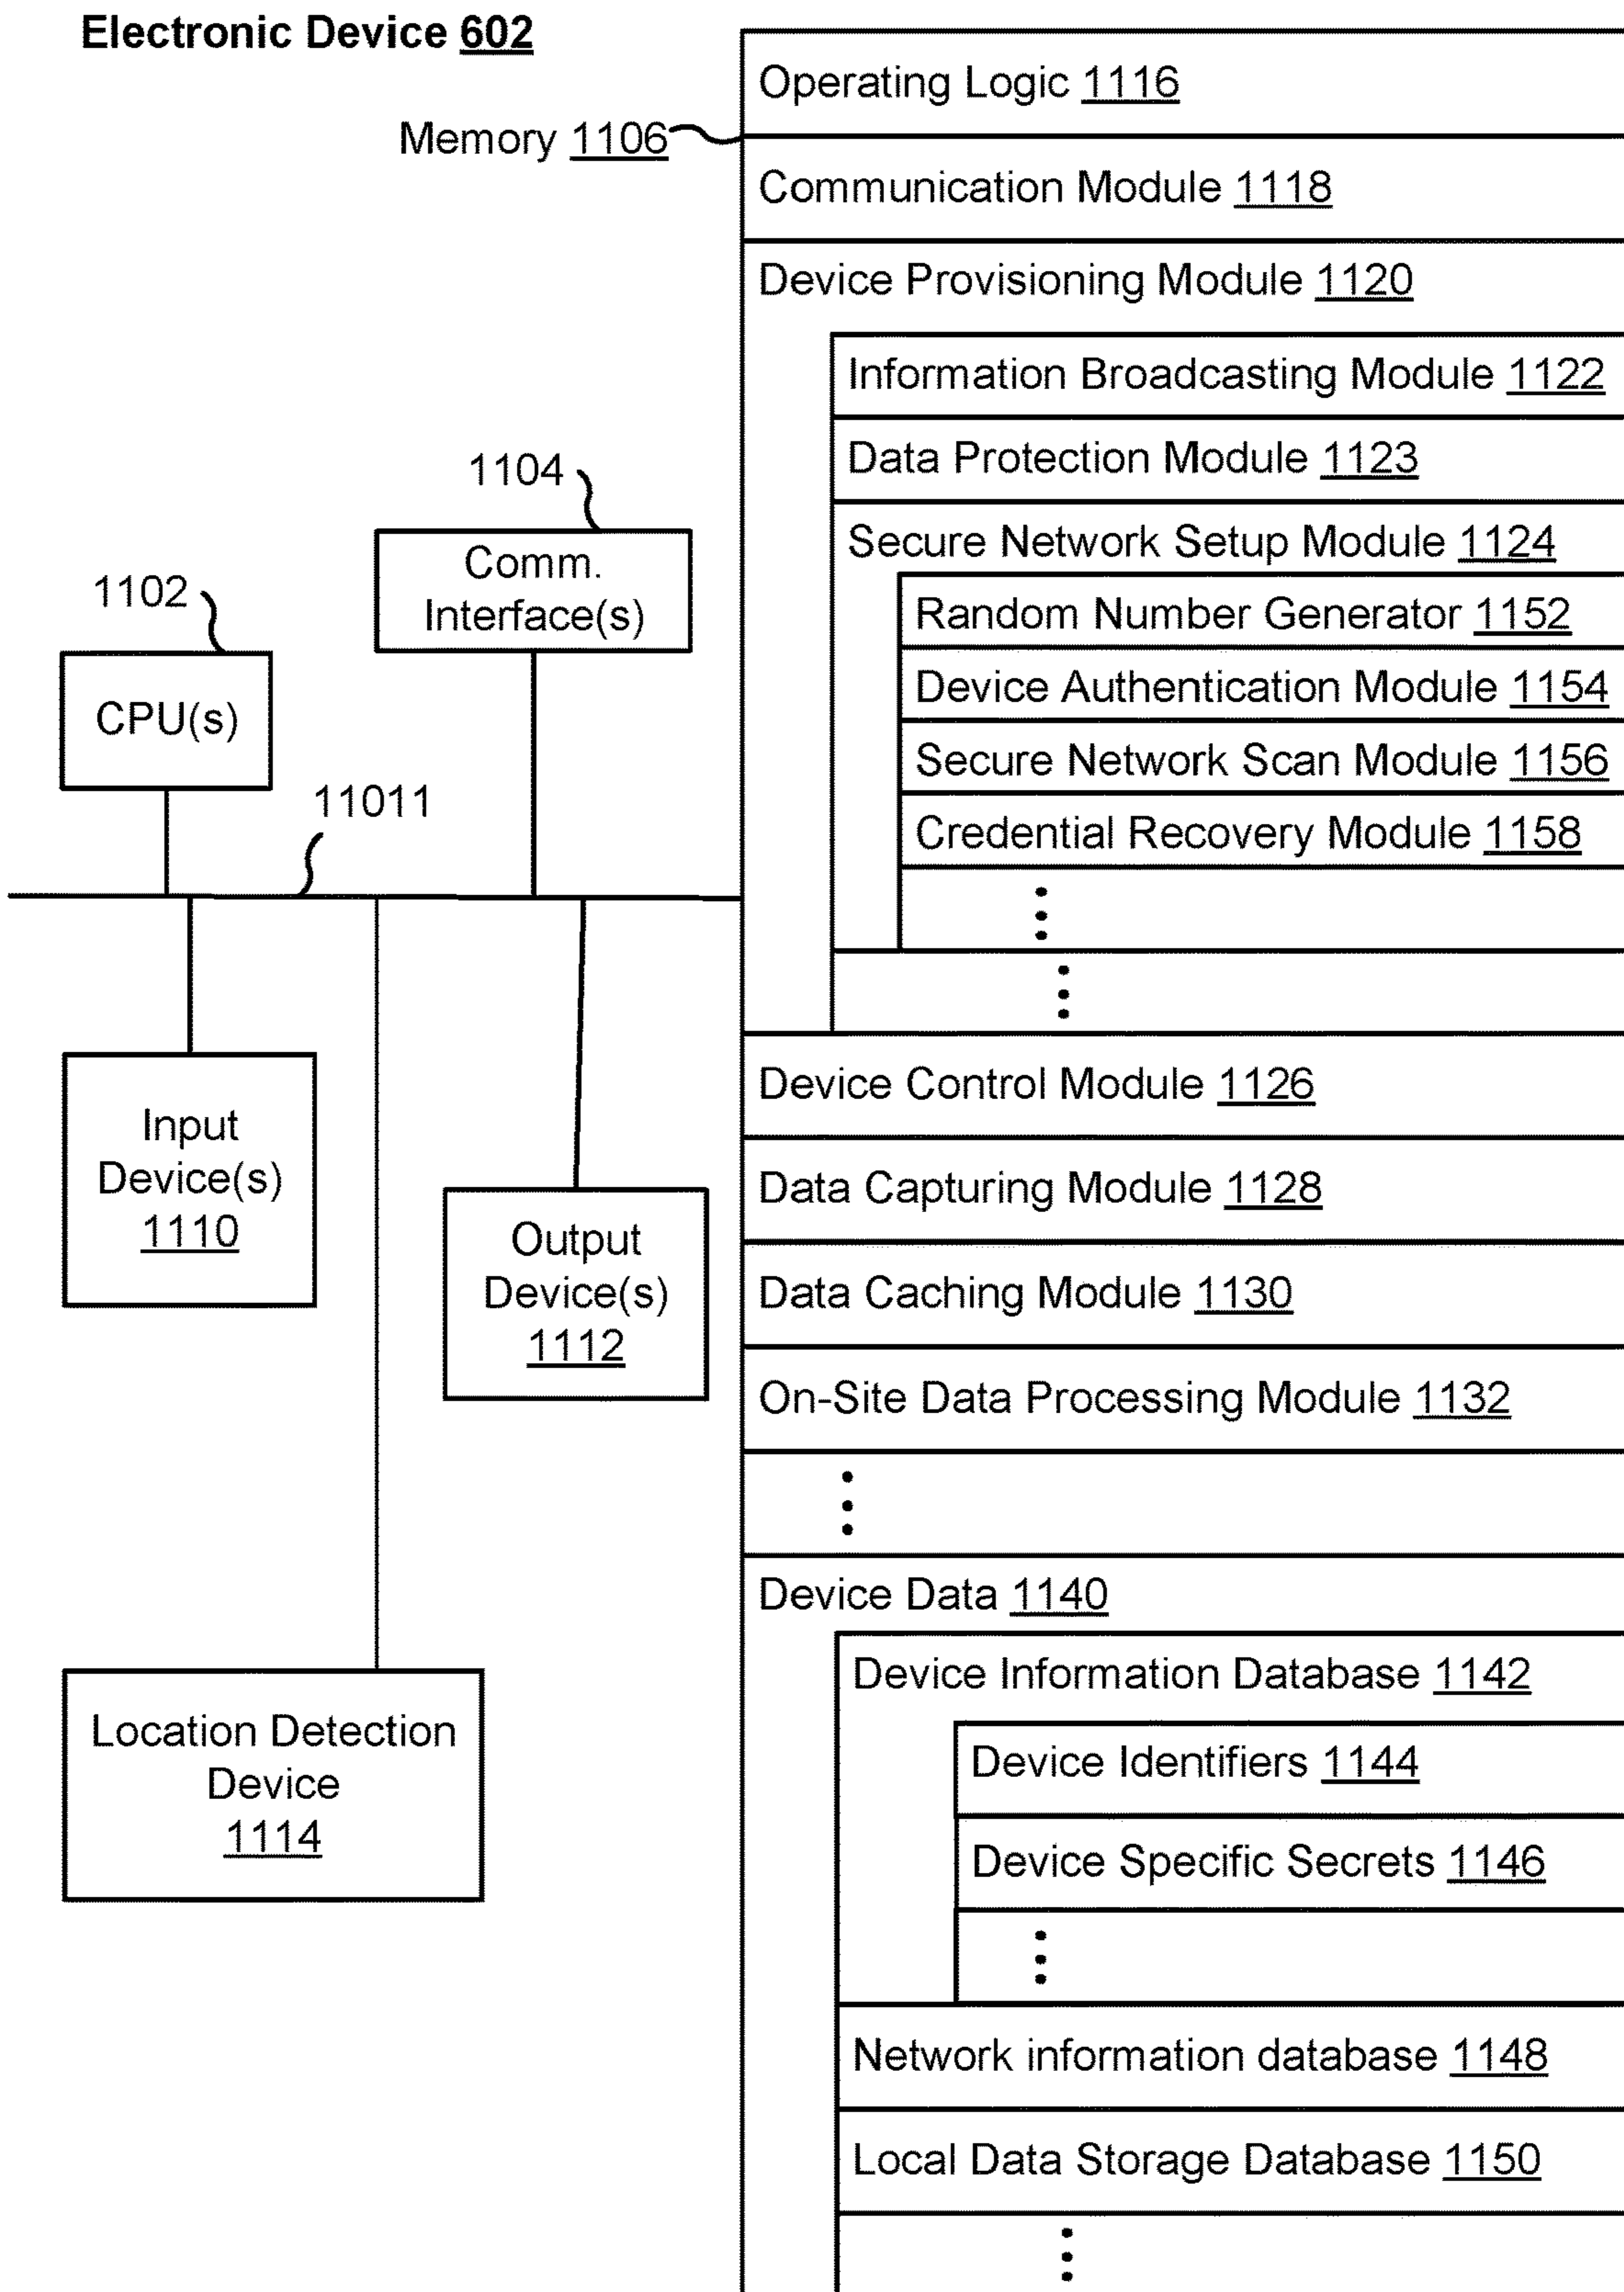 Electronic Device 602
Memory 1106
1104
Comm.
Interface(s)
1102
CPU(s)
11011
Input
Device(s)
1110
Output
Device(s)
1112
Location Detection
Device
1114
Operating Logic 1116
Communication Module 1118
Device Provisioning Module 1120
Information Broadcasting Module 1122
Data Protection Module 1123
Secure Network Setup Module 1124
Random Number Generator 1152
Device Authentication Module 1154
Secure Network Scan Module 1156
Credential Recovery Module 1158
Device Control Module 1126
Data Capturing Module 1128
Data Caching Module 1130
On-Site Data Processing Module 1132
Device Data 1140
Device Information Database 1142
Device Identifiers 1144
Device Specific Secrets 1146
Network information database 1148
Local Data Storage Database 1150